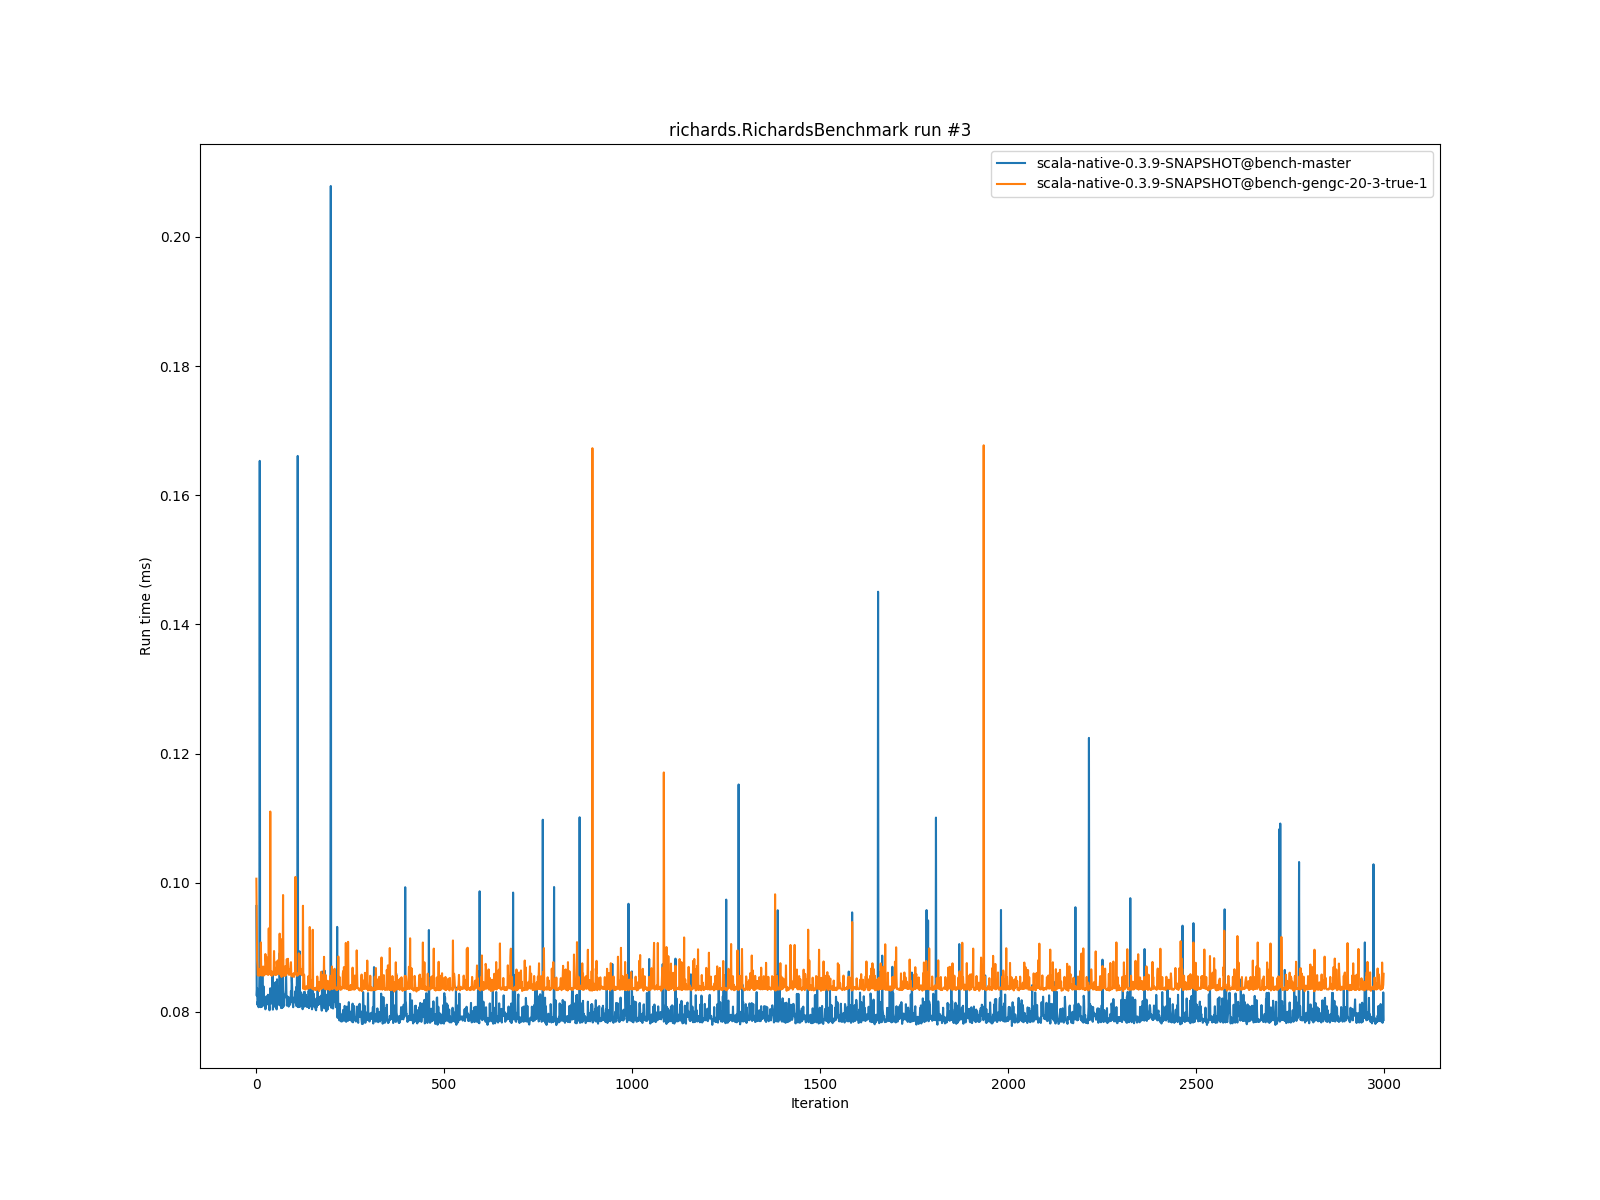 richards.RichardsBenchmark run #3
scala-native-0.3.9-SNAPSHOT@bench-master
scala-native-0.3.9-SNAPSHOT@bench-gengc-20-3-true-1
0.20
0.18
0.16
0.14
0.12
0.10
0.08
Run time (ms)
0 500 1000 1500 2000 2500 3000
Iteration